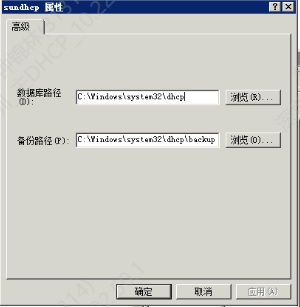 sundhcp 属性
高级
数据库路径
(D):
C:\Windows\system32\dhcp
浏览(R)...
备份路径(P):
C:\Windows\system32\dhcp\backup
浏览(O)...
确定
取消
应用(A)